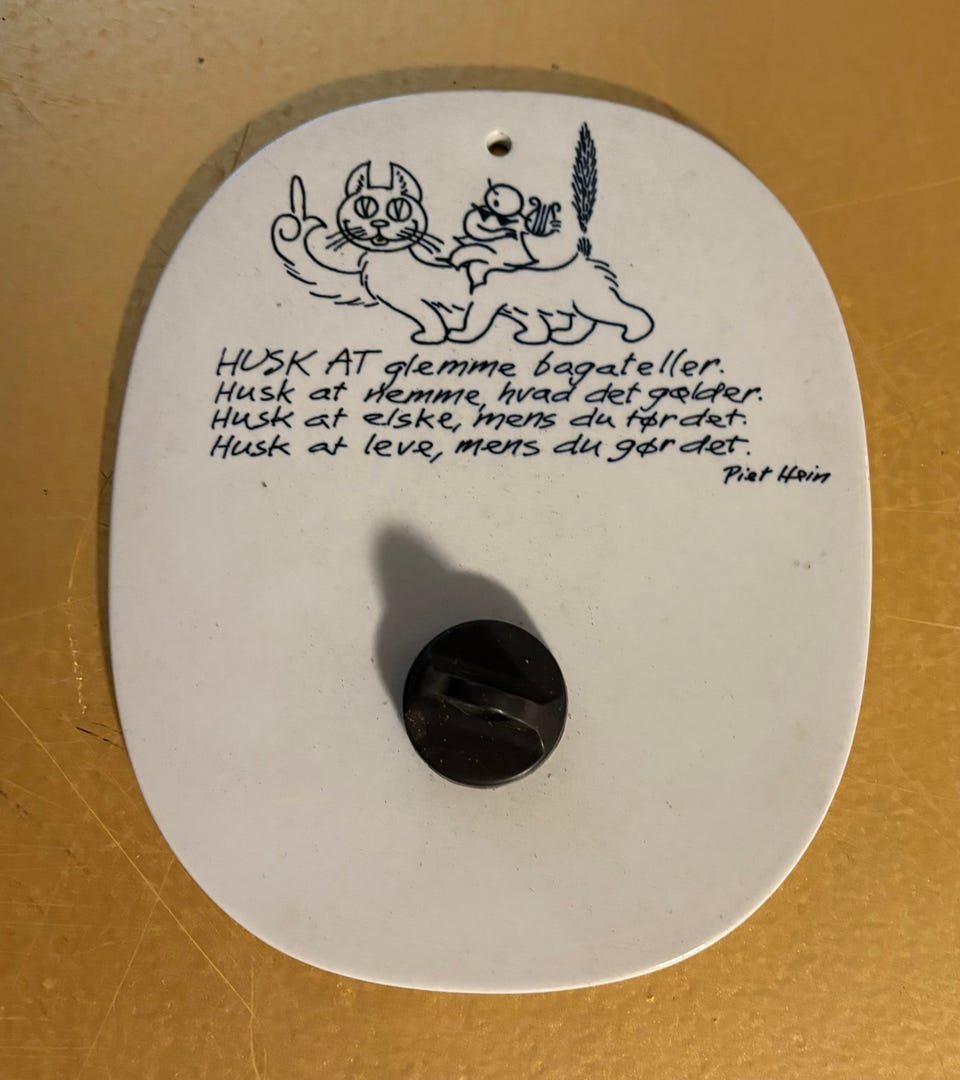 HUSK AT glemme bagateller.
Husk at nemme, hvad det gælder.
Husk at elske, mens du tør det.
Husk at leve, mens du gør det.
Piet Hein